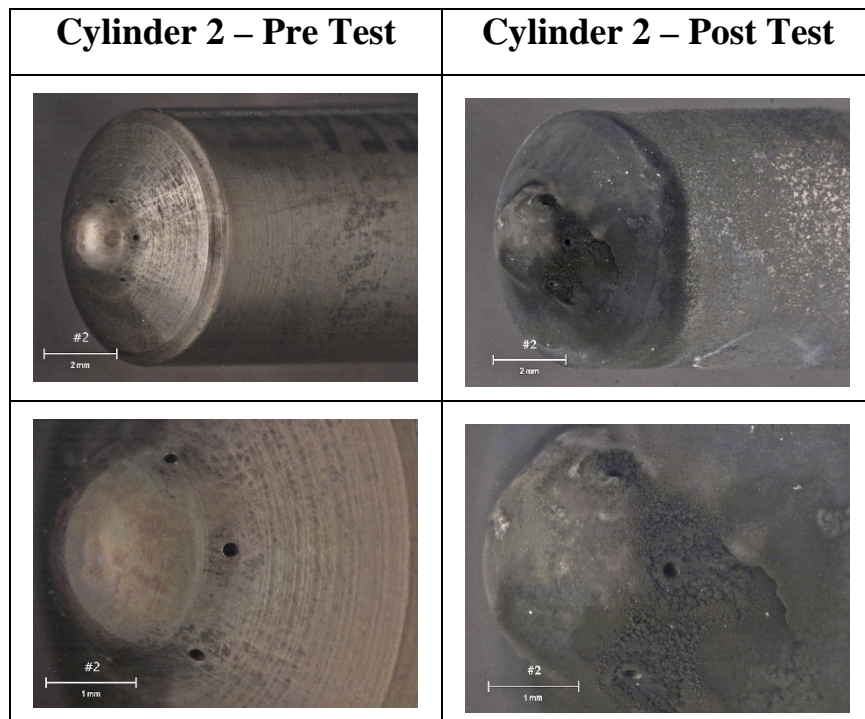 Cylinder 2 – Pre Test
Cylinder 2 – Post Test
#2
2 mm
#2
2 mm
#2
1 mm
#2
1 mm